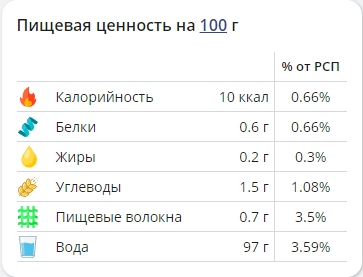 Пищевая ценность на 100 г
% от РСП
Калорийность 10 ккал 0.66%
Белки 0.6 г 0.66%
Жиры 0.2 г 0.3%
Углеводы 1.5 г 1.08%
Пищевые волокна 0.7 г 3.5%
Вода 97 г 3.59%